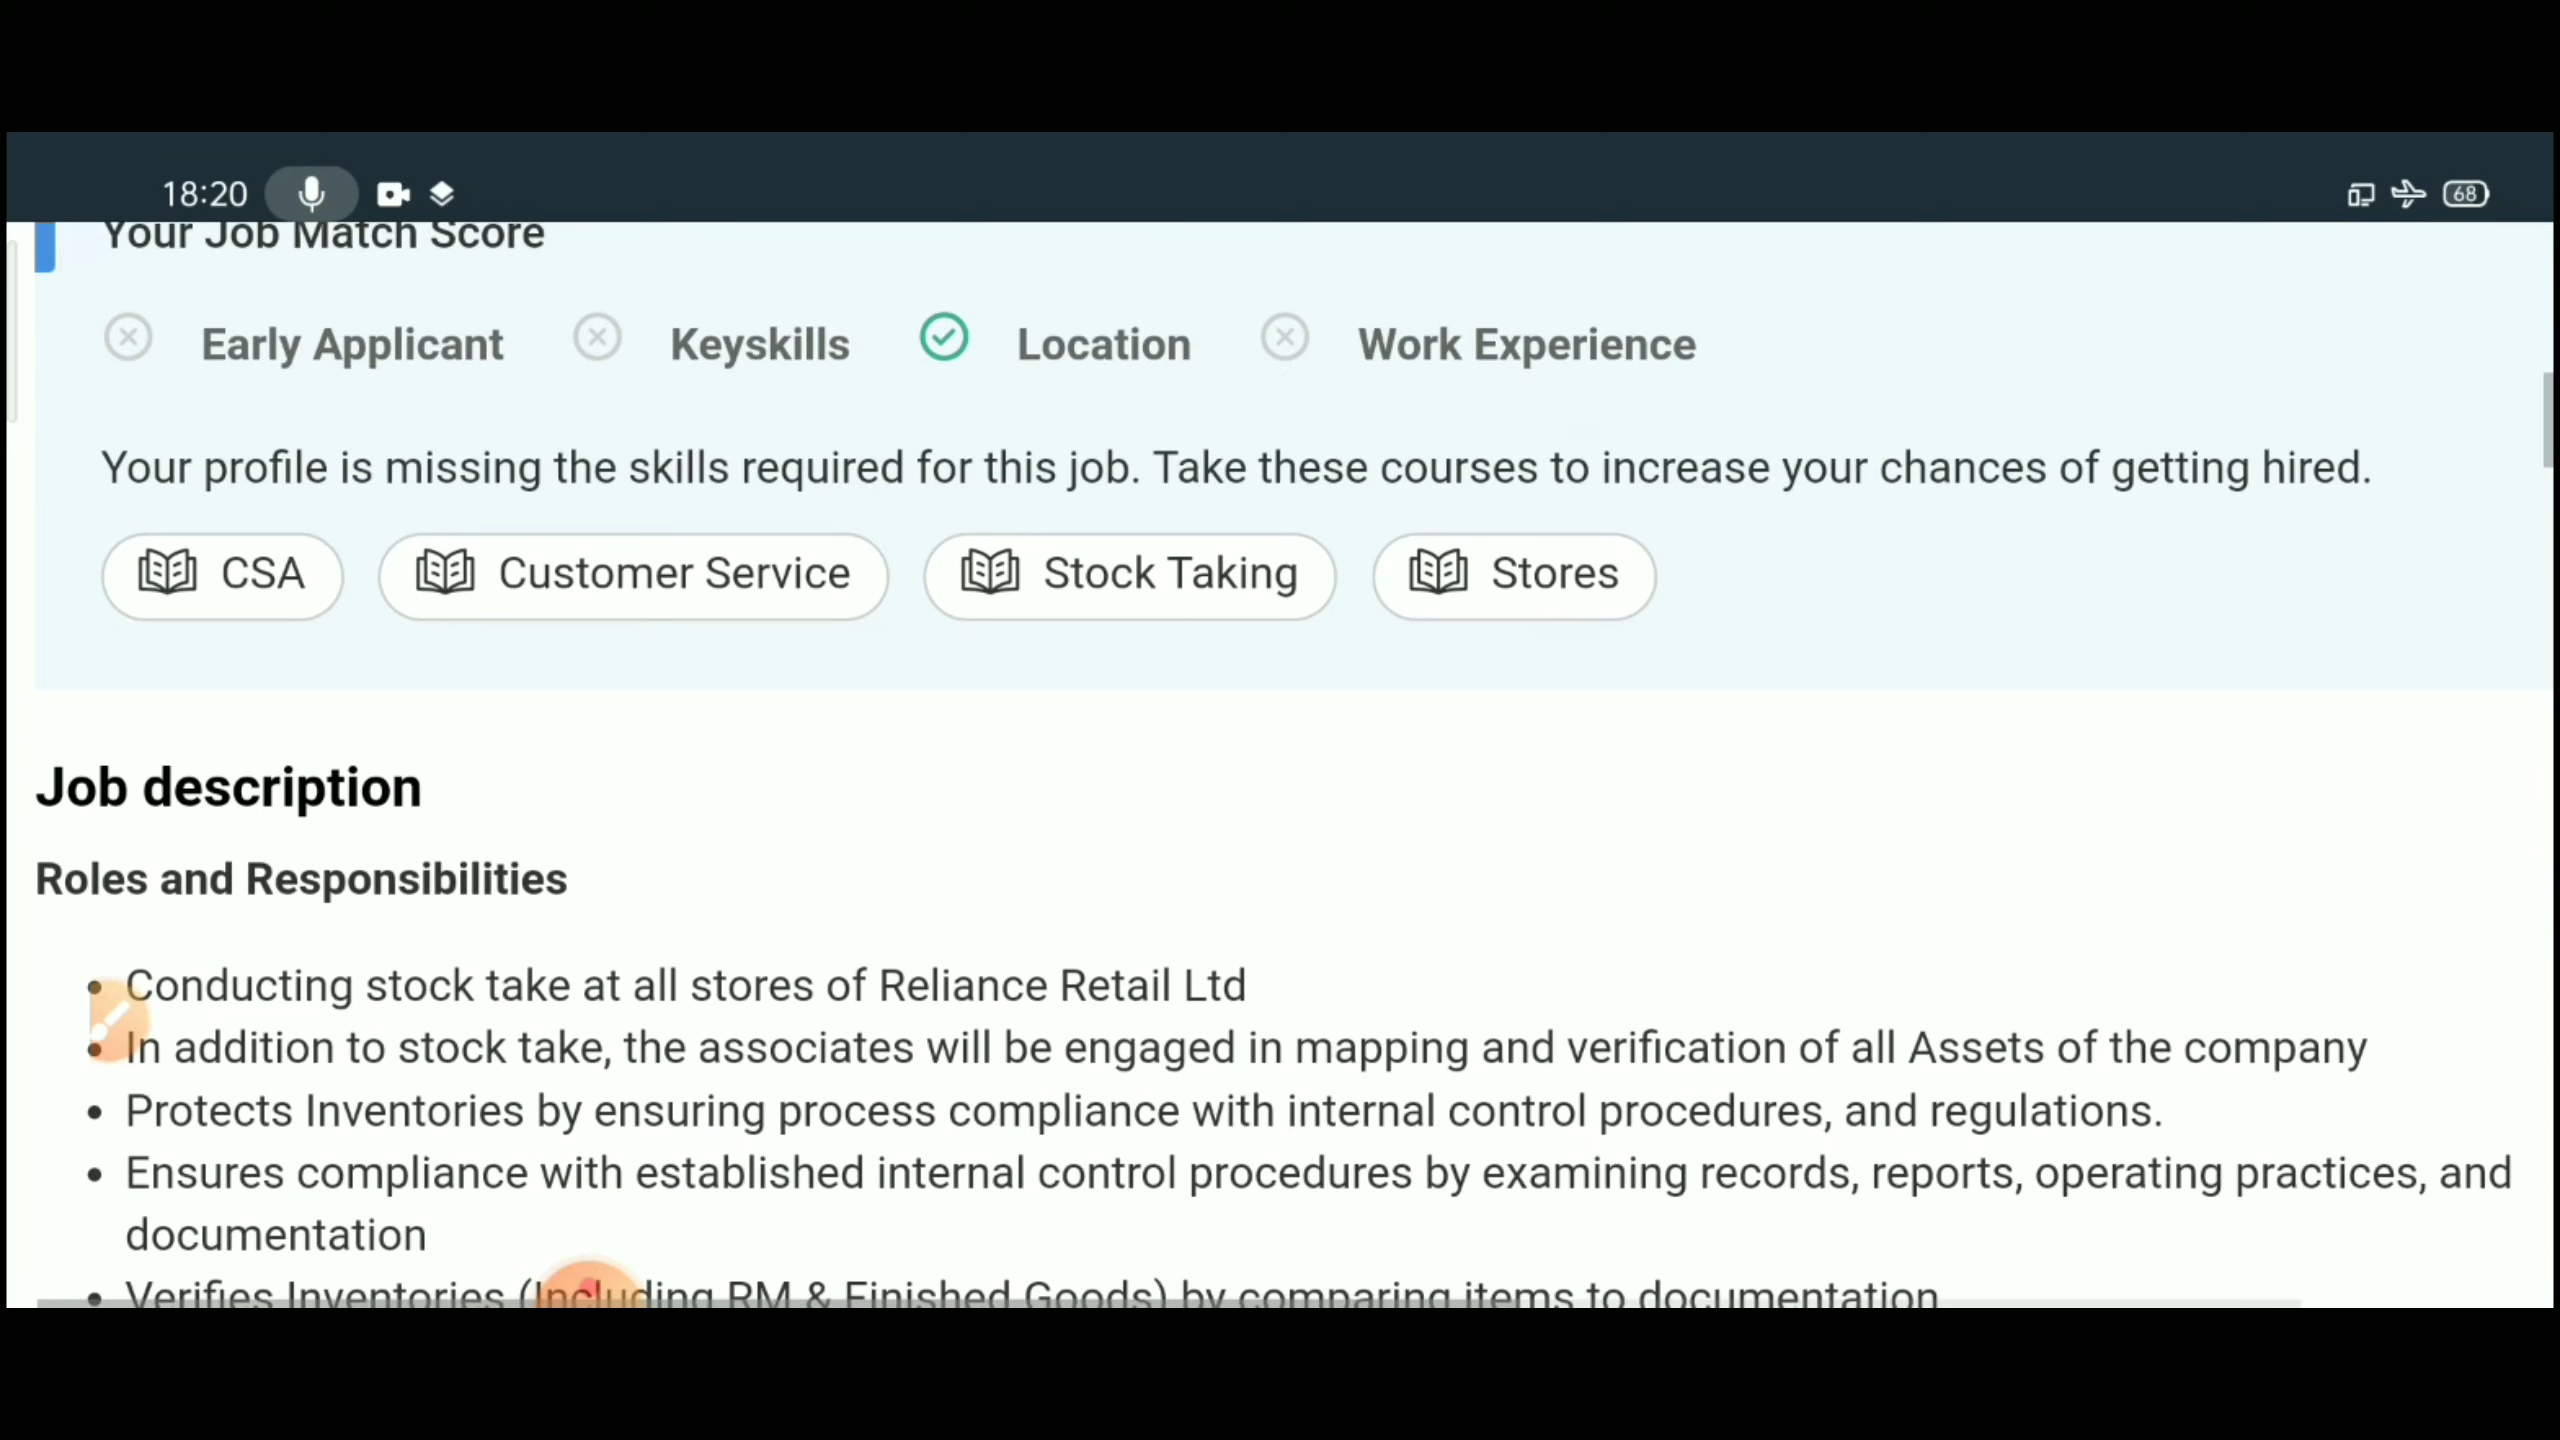 18:20
68
Your Job Match Score
Early Applicant Keyskills Location Work Experience
Your profile is missing the skills required for this job. Take these courses to increase your chances of getting hired.
CSA Customer Service Stock Taking Stores
Job description
Roles and Responsibilities
• Conducting stock take at all stores of Reliance Retail Ltd
• In addition to stock take, the associates will be engaged in mapping and verification of all Assets of the company
• Protects Inventories by ensuring process compliance with internal control procedures, and regulations.
• Ensures compliance with established internal control procedures by examining records, reports, operating practices, and
documentation
• Verifies Inventories (Including RM & Finished Goods) by comparing items to documentation